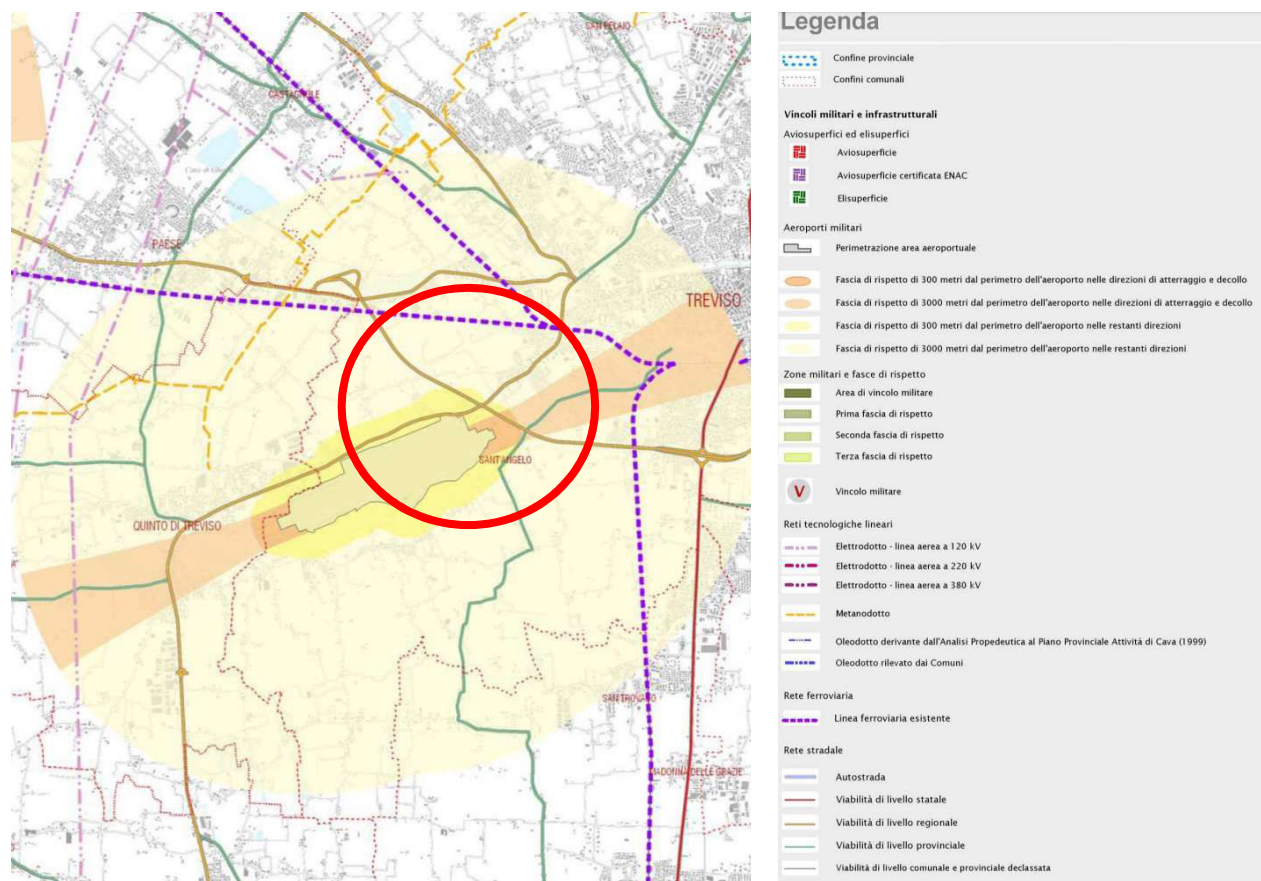 SAN PELAIO
CASTAGNOLE
PAESE
TREVISO
SANT'ANGELO
QUINTO DI TREVISO
SAN TROVASO
MADONNA DELLE GRAZIE
Legenda
Confine provinciale
Confini comunali
Vincoli militari e infrastrutturali
Aviosuperfici ed elisuperfici
Aviosuperficie
Aviosuperficie certificata ENAC
Elisuperficie
Aeroporti militari
Perimetrazione area aeroportuale
Fascia di rispetto di 300 metri dal perimetro dell'aeroporto nelle direzioni di atterraggio e decollo
Fascia di rispetto di 3000 metri dal perimetro dell'aeroporto nelle direzioni di atterraggio e decollo
Fascia di rispetto di 300 metri dal perimetro dell'aeroporto nelle restanti direzioni
Fascia di rispetto di 3000 metri dal perimetro dell'aeroporto nelle restanti direzioni
Zone militari e fasce di rispetto
Area di vincolo militare
Prima fascia di rispetto
Seconda fascia di rispetto
Terza fascia di rispetto
V
Vincolo militare
Reti tecnologiche lineari
Elettrodotto - linea aerea a 120 kV
Elettrodotto - linea aerea a 220 kV
Elettrodotto - linea aerea a 380 kV
Metanodotto
Oleodotto derivante dall'Analisi Propedeutica al Piano Provinciale Attività di Cava (1999)
Oleodotto rilevato dai Comuni
Rete ferroviaria
Linea ferroviaria esistente
Rete stradale
Autostrada
Viabilità di livello statale
Viabilità di livello regionale
Viabilità di livello provinciale
Viabilità di livello comunale e provinciale declassata